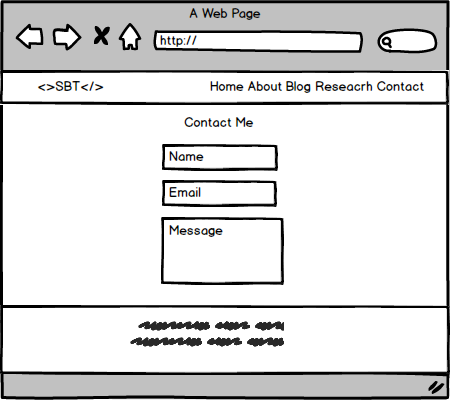 A Web Page
http://
<>SBT</> Home About Blog Reseacrh Contact
Contact Me
Name
Email
Message